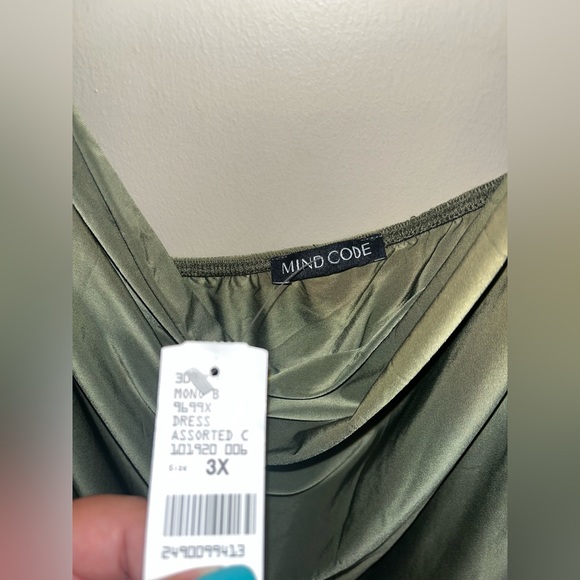 MIND CODE
MONO B
9699X
DRESS
ASSORTED C
101920 006
Size 3X
2490099413